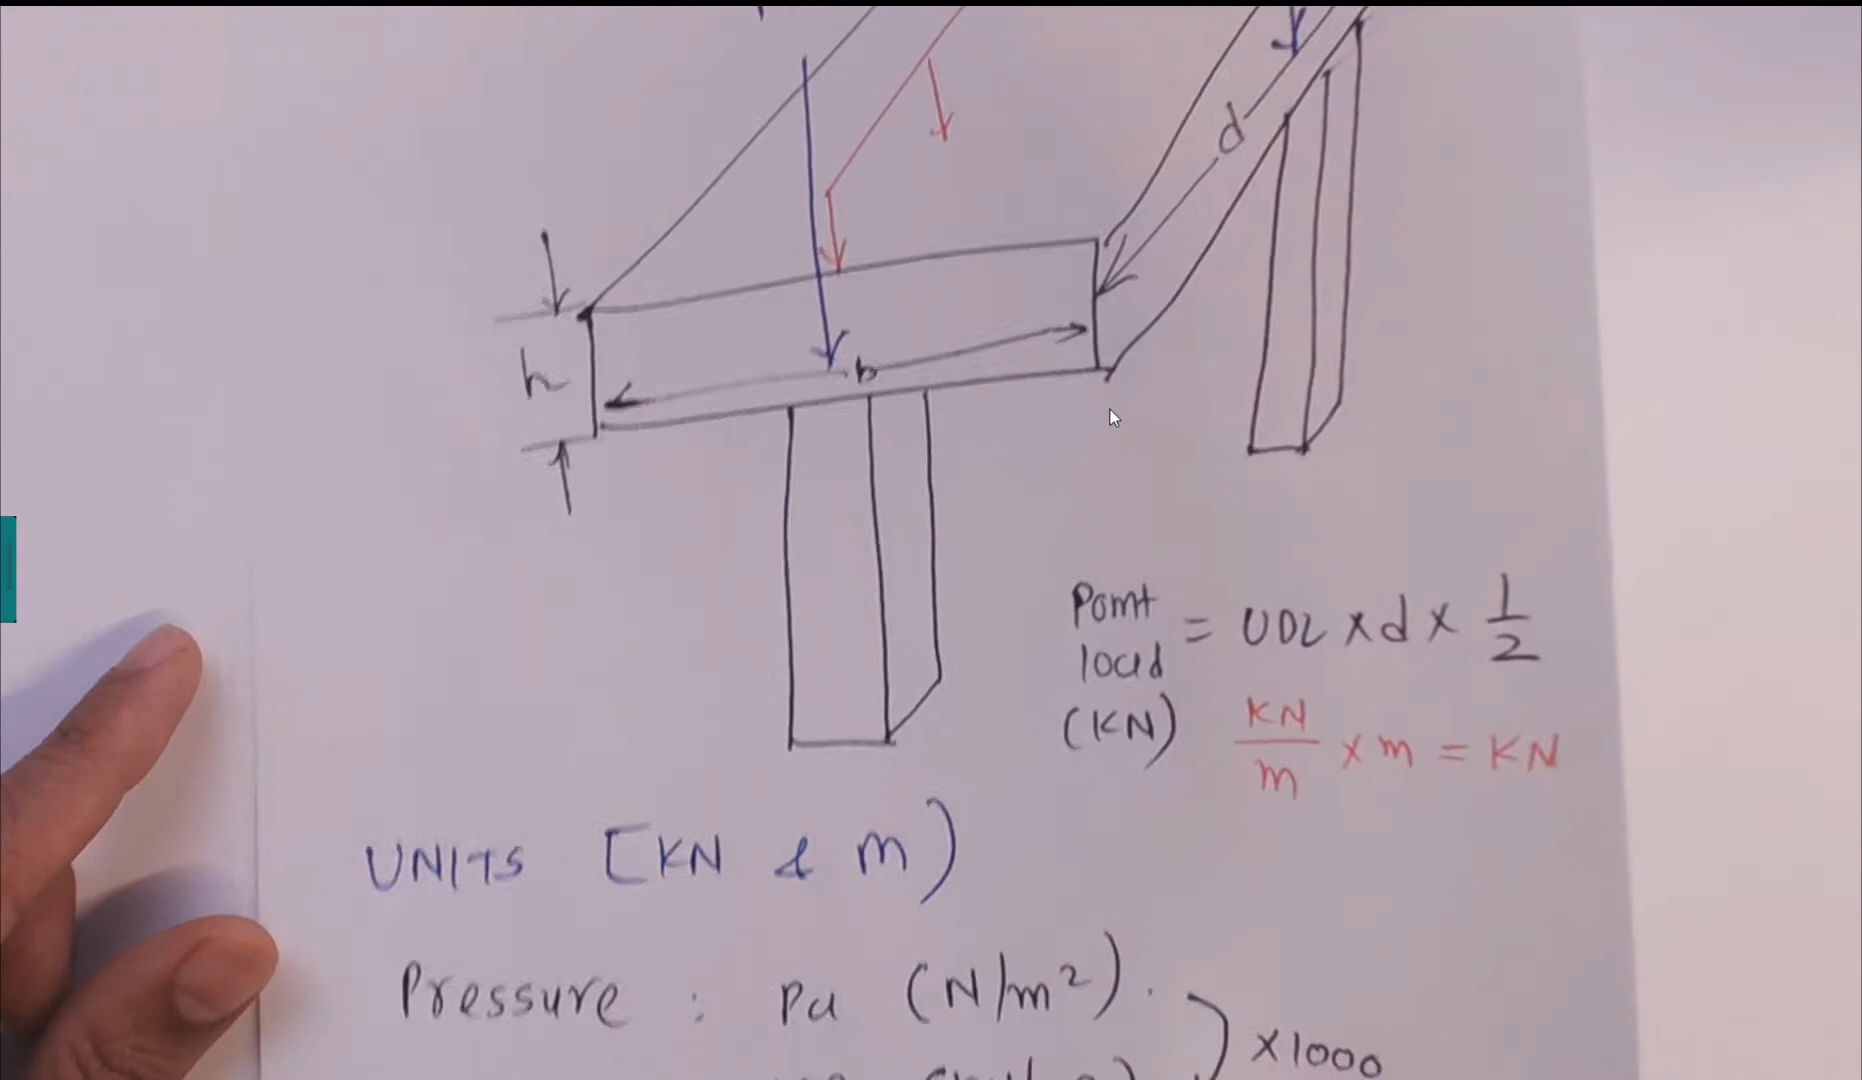 d
h
b
Point
load
= UDL x d x 1/2
(KN)
KN/m x m = KN
UNITS [KN & m)
Pressure : Pa (N/m²).
x1000